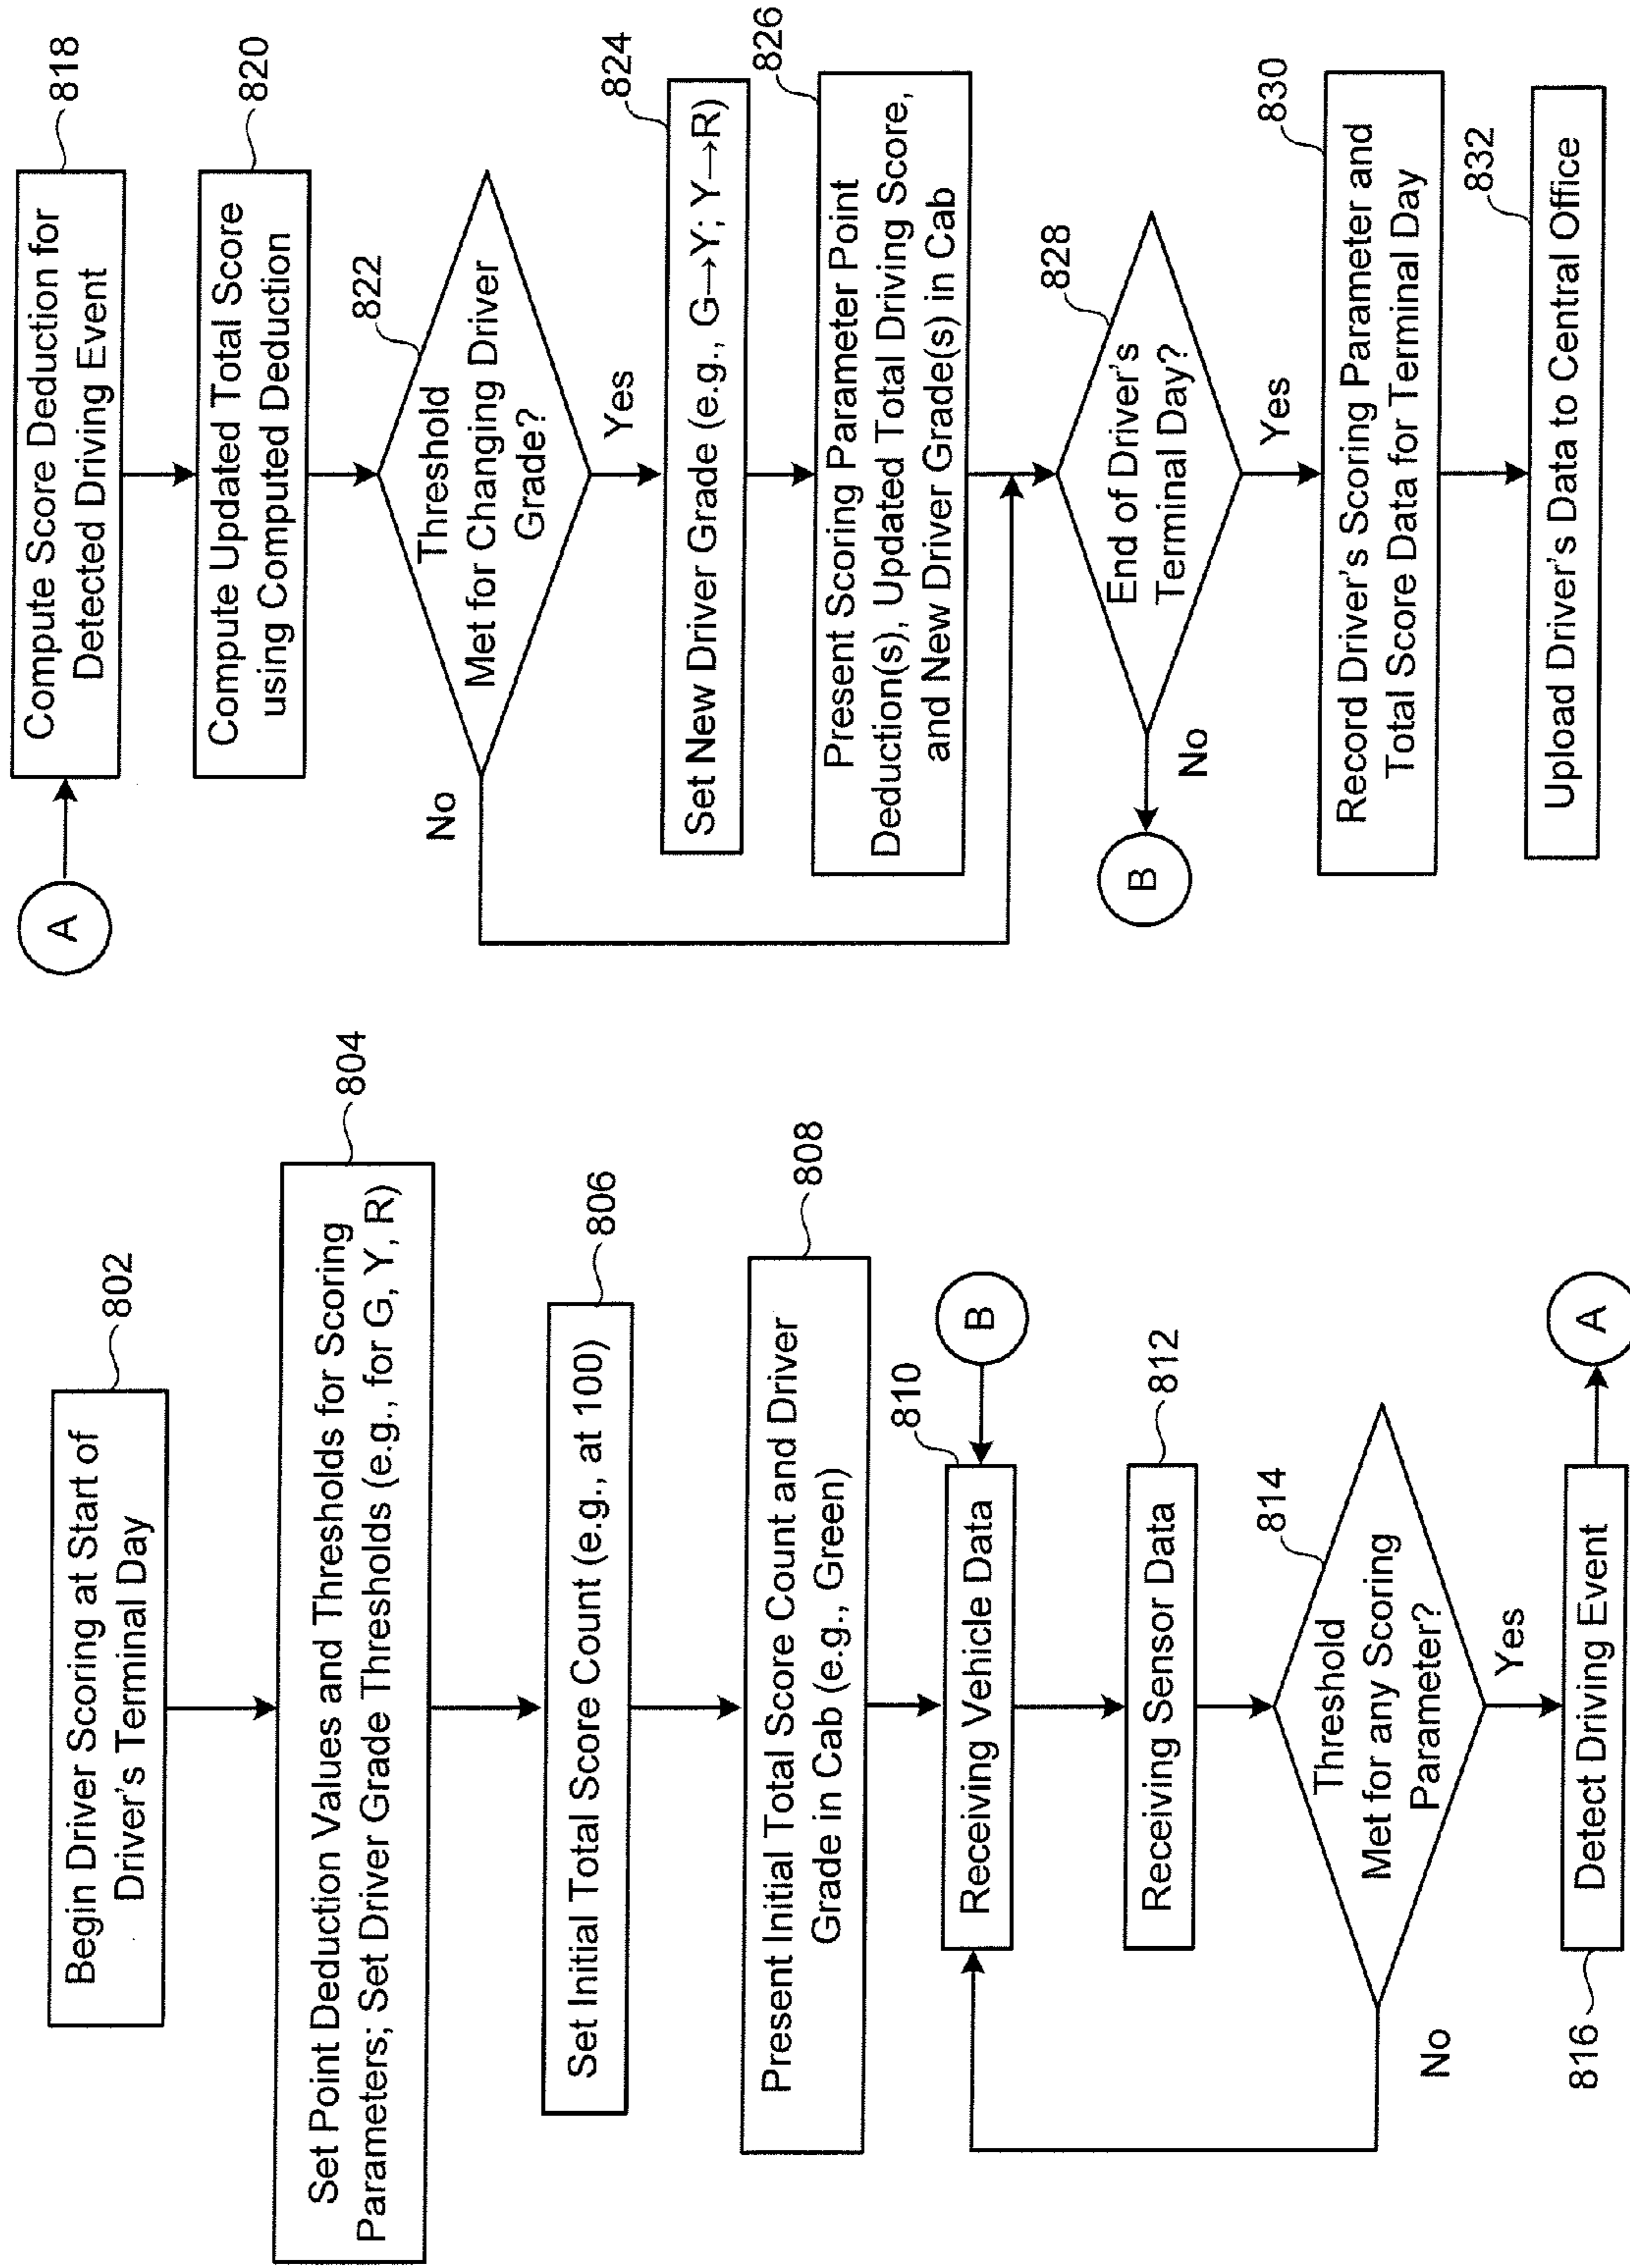 802
Begin Driver Scoring at Start of
Driver's Terminal Day
804
Set Point Deduction Values and Thresholds for Scoring
Parameters; Set Driver Grade Thresholds (e.g., for G, Y, R)
806
Set Initial Total Score Count (e.g., at 100)
808
Present Initial Total Score Count and Driver
Grade in Cab (e.g., Green)
810
B
Receiving Vehicle Data
812
Receiving Sensor Data
814
Threshold
Met for any Scoring
Parameter?
No
Yes
816
Detect Driving Event
A
A
818
Compute Score Deduction for
Detected Driving Event
820
Compute Updated Total Score
using Computed Deduction
822
Threshold
Met for Changing Driver
Grade?
No
Yes
824
Set New Driver Grade (e.g., G→Y; Y→R)
826
Present Scoring Parameter Point
Deduction(s), Updated Total Driving Score,
and New Driver Grade(s) in Cab
828
End of Driver's
Terminal Day?
B
No
Yes
830
Record Driver's Scoring Parameter and
Total Score Data for Terminal Day
832
Upload Driver's Data to Central Office